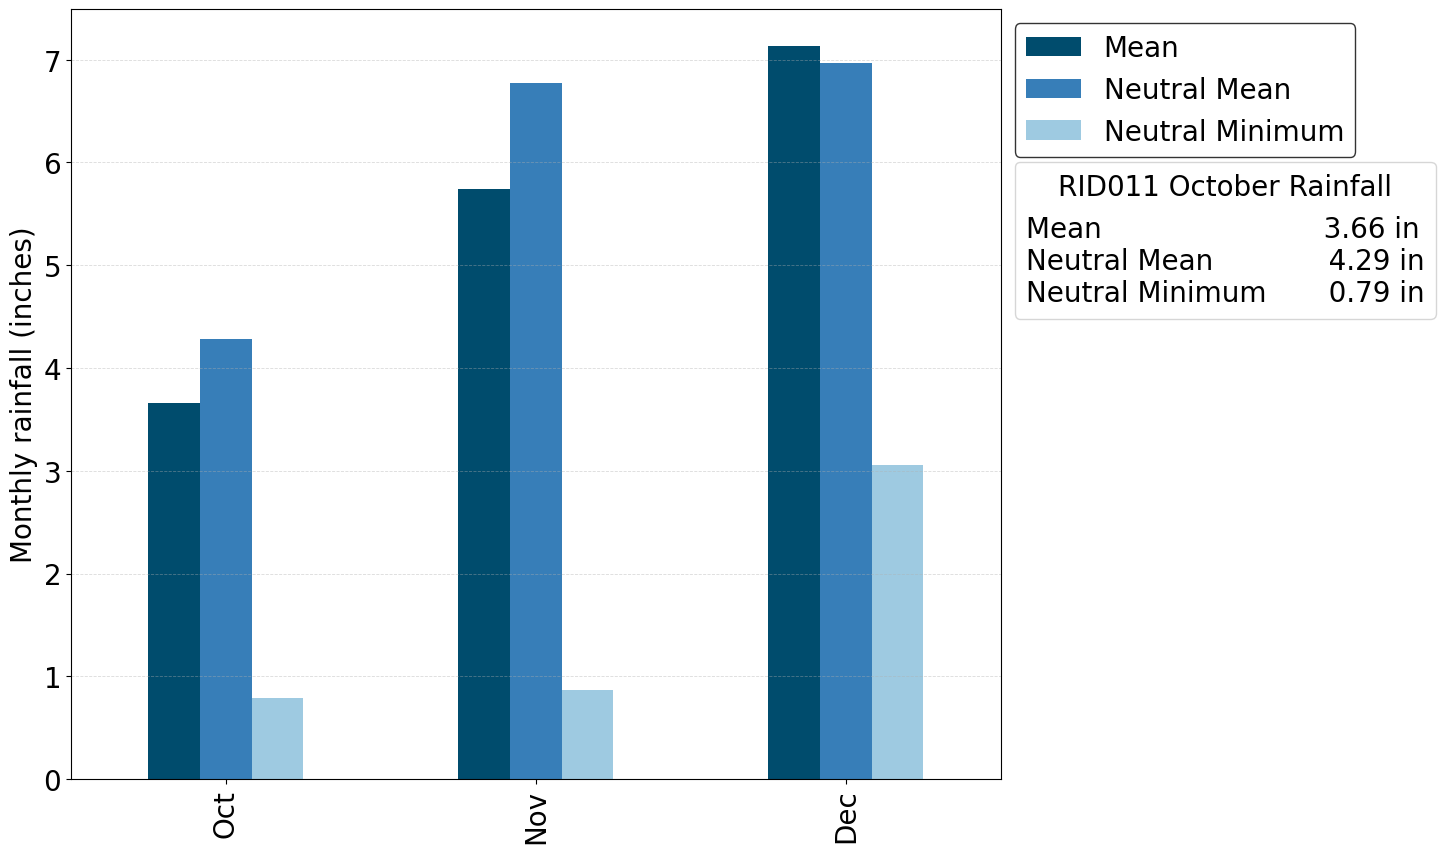 Monthly rainfall (inches)
7
6
5
4
3
2
1
0
Oct
Nov
Dec
Mean
Neutral Mean
Neutral Minimum
RID011 October Rainfall
Mean 3.66 in
Neutral Mean 4.29 in
Neutral Minimum 0.79 in